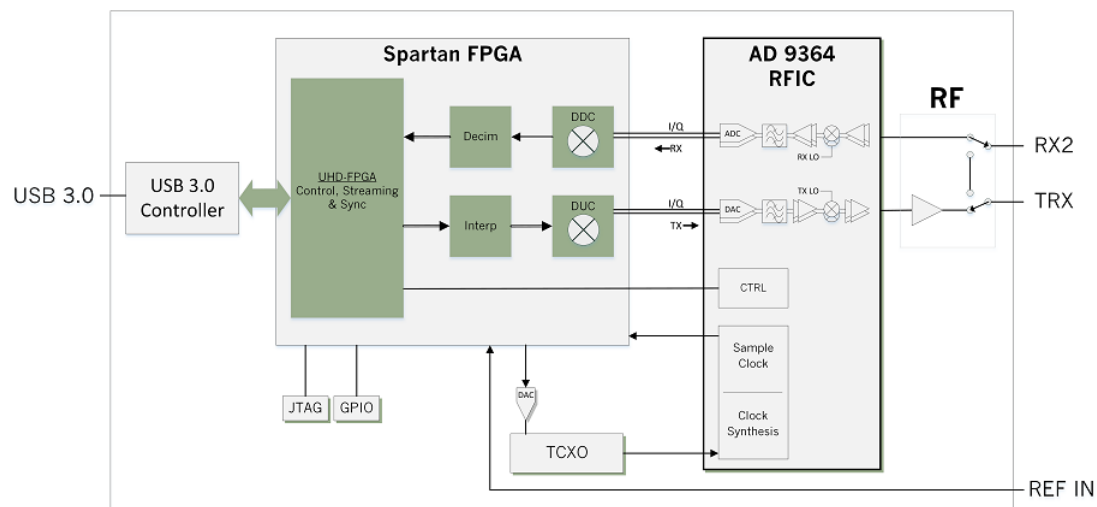 Spartan FPGA
AD 9364
RFIC
RF
UHD-FPGA
Control, Streaming
& Sync
Decim
DDC
Interp
DUC
I/Q
RX
I/Q
TX
ADC
RX LO
TX LO
DAC
RX2
TRX
USB 3.0
USB 3.0
Controller
CTRL
Sample
Clock
Clock
Synthesis
JTAG
GPIO
DAC
TCXO
REF IN